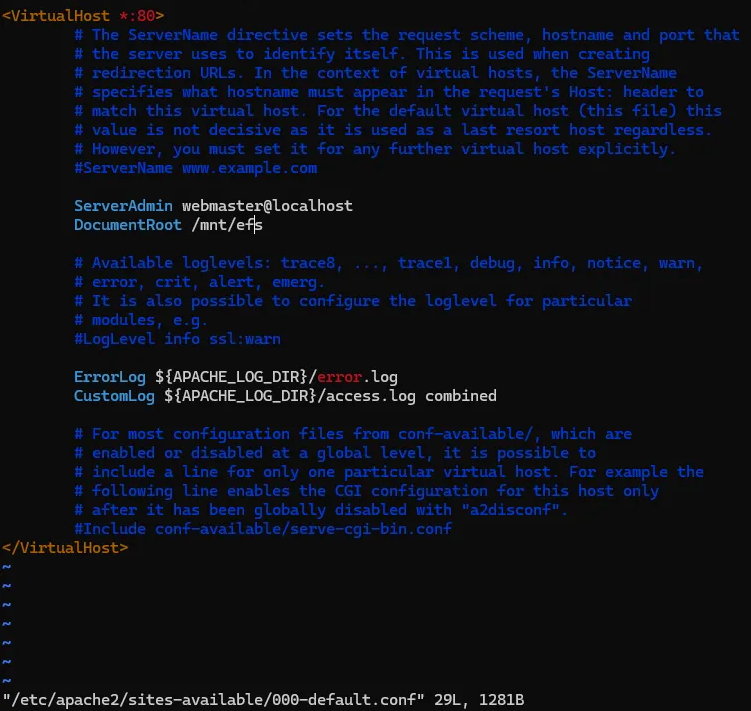 <VirtualHost *:80>
# The ServerName directive sets the request scheme, hostname and port that
# the server uses to identify itself. This is used when creating
# redirection URLs. In the context of virtual hosts, the ServerName
# specifies what hostname must appear in the request's Host: header to
# match this virtual host. For the default virtual host (this file) this
# value is not decisive as it is used as a last resort host regardless.
# However, you must set it for any further virtual host explicitly.
#ServerName www.example.com
ServerAdmin webmaster@localhost
DocumentRoot /mnt/efs
# Available loglevels: trace8, ..., trace1, debug, info, notice, warn,
# error, crit, alert, emerg.
# It is also possible to configure the loglevel for particular
# modules, e.g.
#LogLevel info ssl:warn
ErrorLog ${APACHE_LOG_DIR}/error.log
CustomLog ${APACHE_LOG_DIR}/access.log combined
# For most configuration files from conf-available/, which are
# enabled or disabled at a global level, it is possible to
# include a line for only one particular virtual host. For example the
# following line enables the CGI configuration for this host only
# after it has been globally disabled with "a2disconf".
#Include conf-available/serve-cgi-bin.conf
</VirtualHost>
~
~
~
~
~
~
~
"/etc/apache2/sites-available/000-default.conf" 29L, 1281B